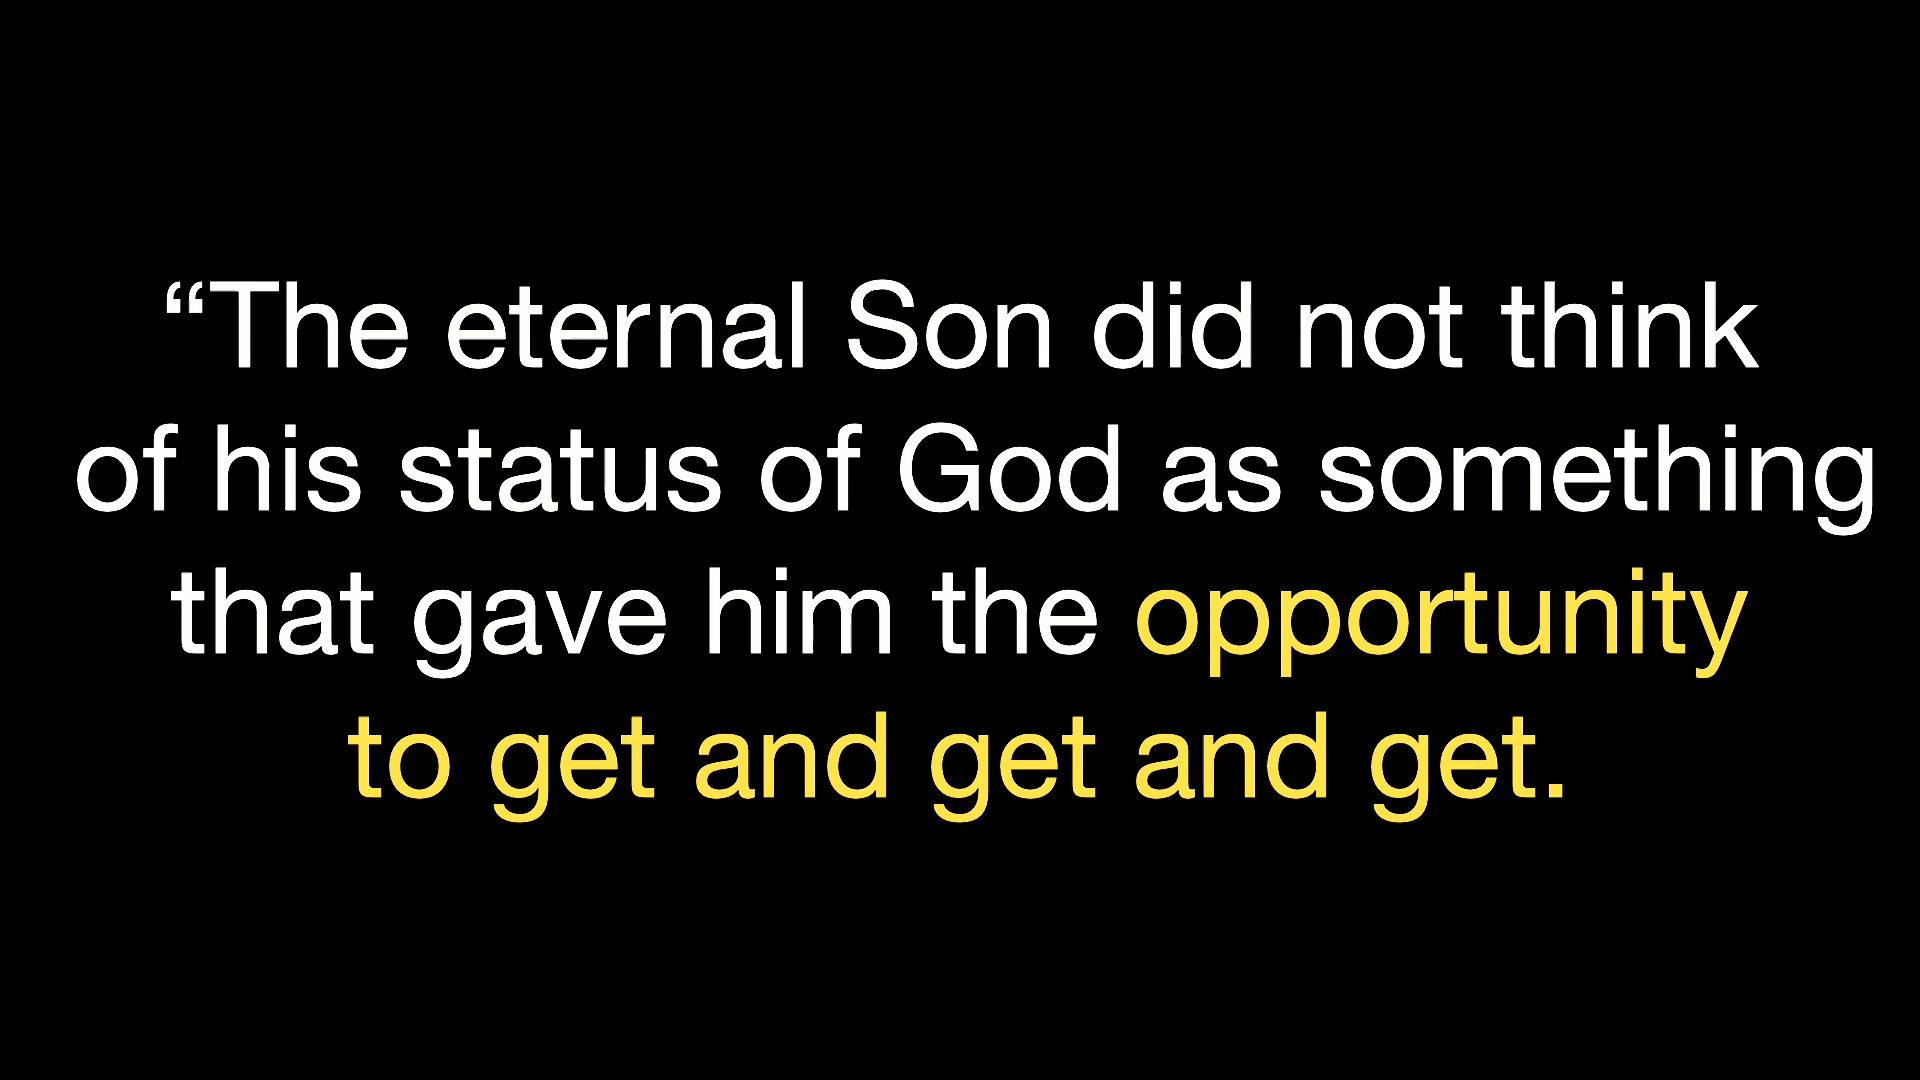 “The eternal Son did not think
of his status of God as something
that gave him the opportunity
to get and get and get.